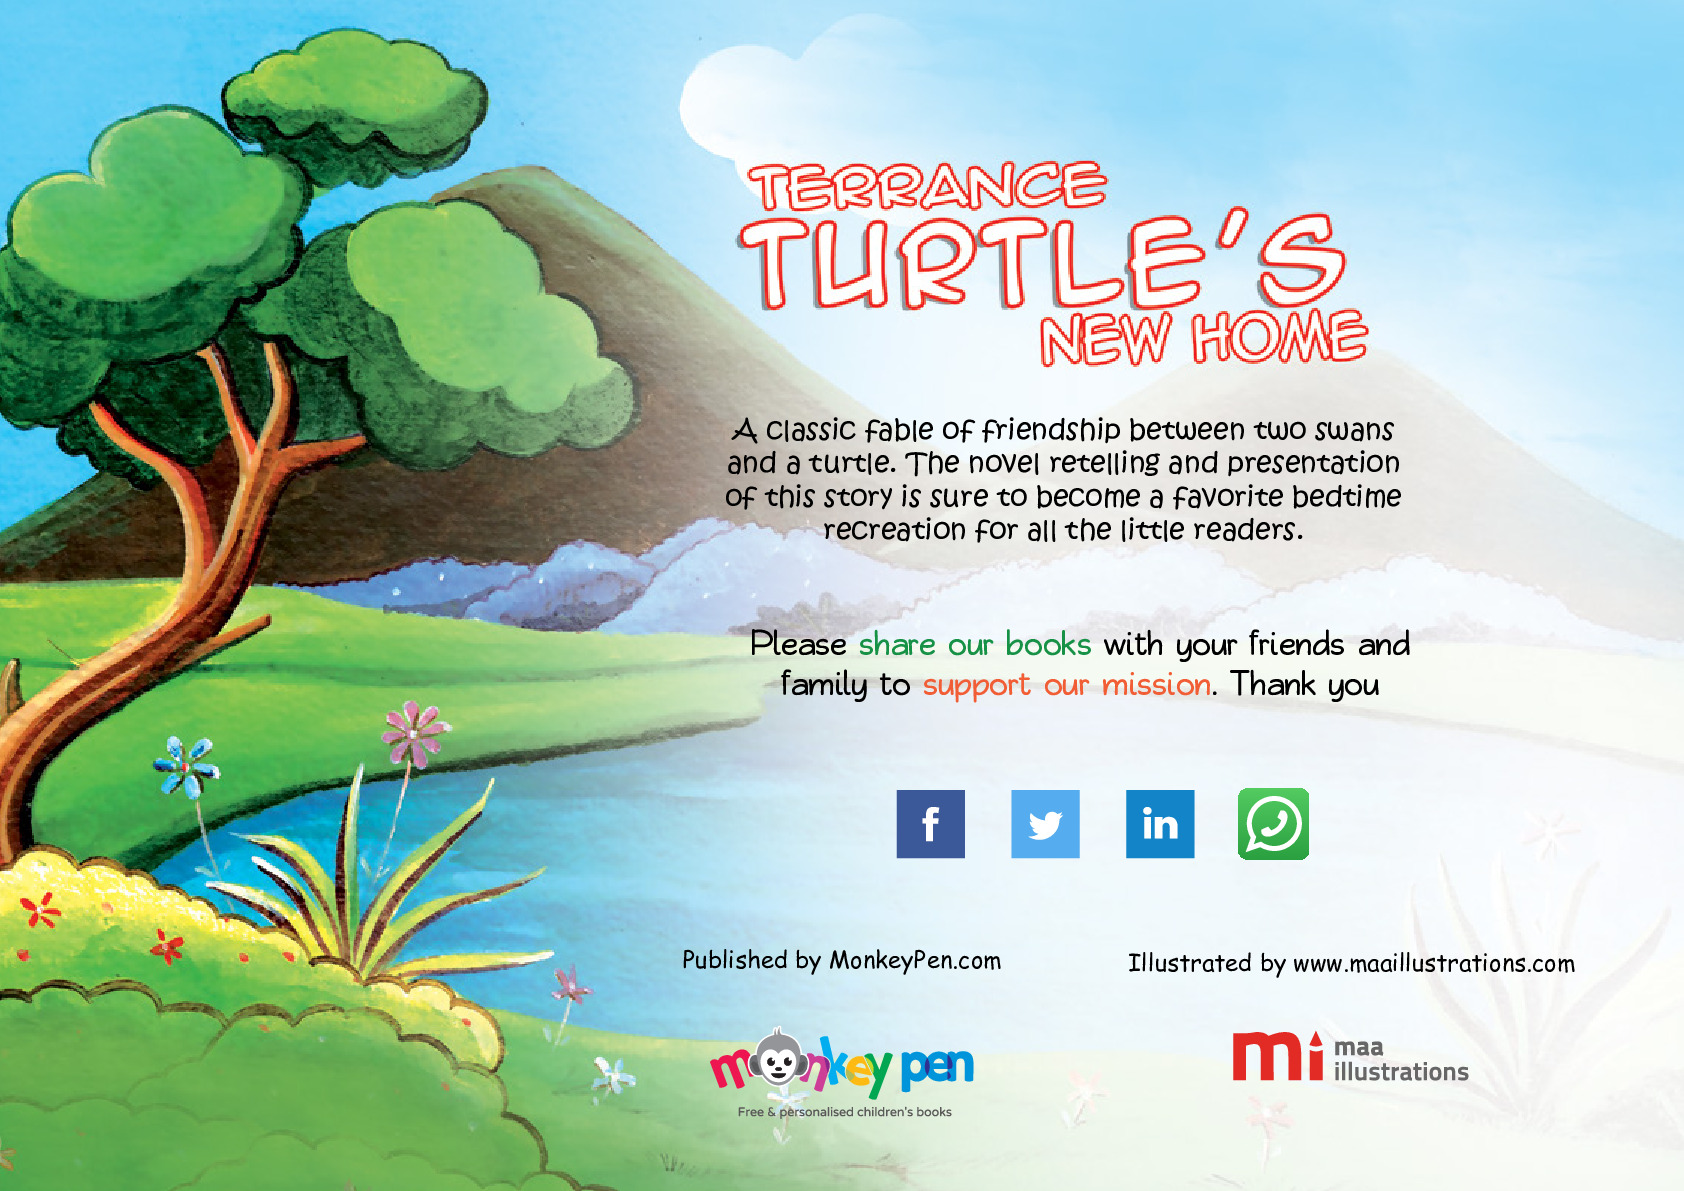 TERRANCE
TURTLE'S
NEW HOME
A classic fable of friendship between two swans
and a turtle. The novel retelling and presentation
of this story is sure to become a favorite bedtime
recreation for all the little readers.
Please share our books with your friends and
family to support our mission. Thank you
f
in
Published by MonkeyPen.com
Illustrated by www.maaillustrations.com
monkey pen
Free & personalised children's books
mi maa
illustrations